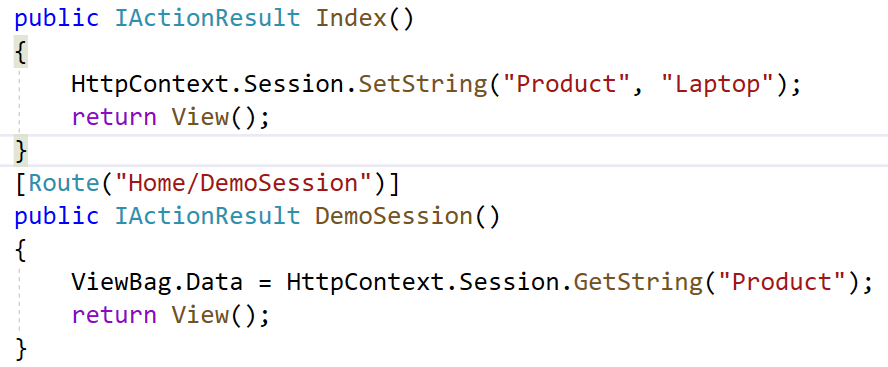 public IActionResult Index()
{
    HttpContext.Session.SetString("Product", "Laptop");
    return View();
}
[Route("Home/DemoSession")]
public IActionResult DemoSession()
{
    ViewBag.Data = HttpContext.Session.GetString("Product");
    return View();
}